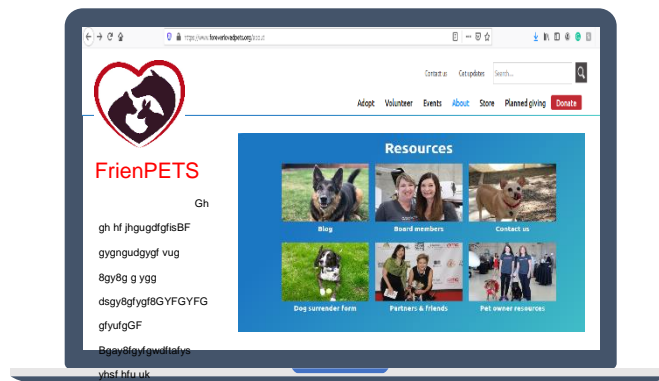 https://www.foreverlovedpets.org/about
Contact us Get updates Search...
Adopt Volunteer Events About Store Planned giving Donate
FrienPETS
Gh
gh hf jhgugdfgfisBF
gygngudgygf vug
8gy8g g ygg
dsgy8gfygf8GYFGYFG
gfyufgGF
Bgay8fgyfgwdftafys
yhsf hfu uk
Resources
Blog Board members Contact us
Dog surrender form Partners & friends Pet owner resources